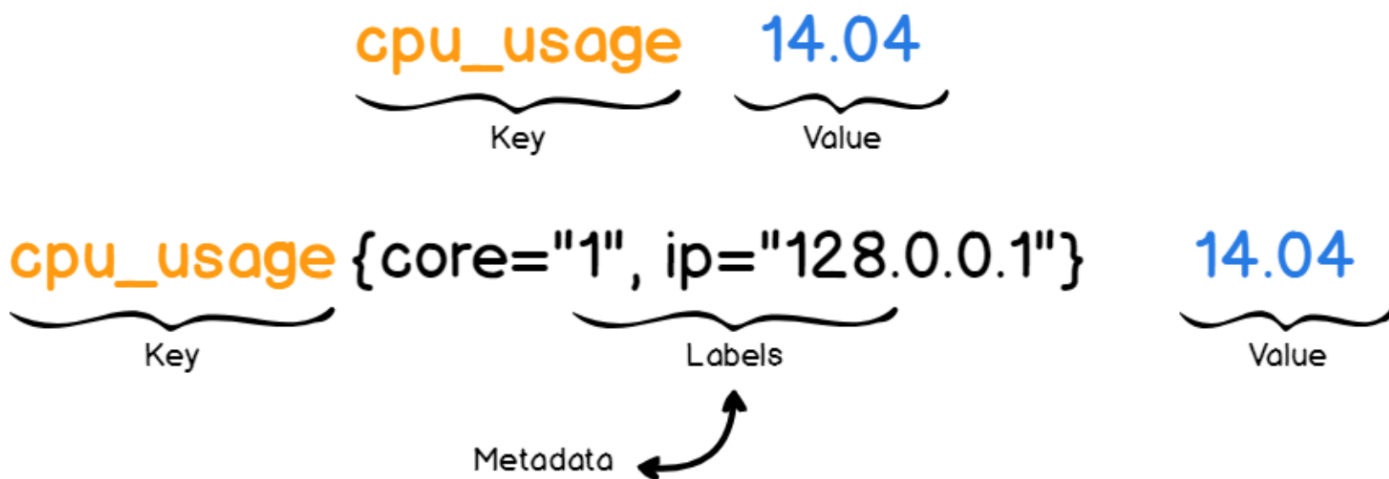 cpu_usage 14.04
Key Value
cpu_usage {core="1", ip="128.0.0.1"} 14.04
Key Labels Value
Metadata